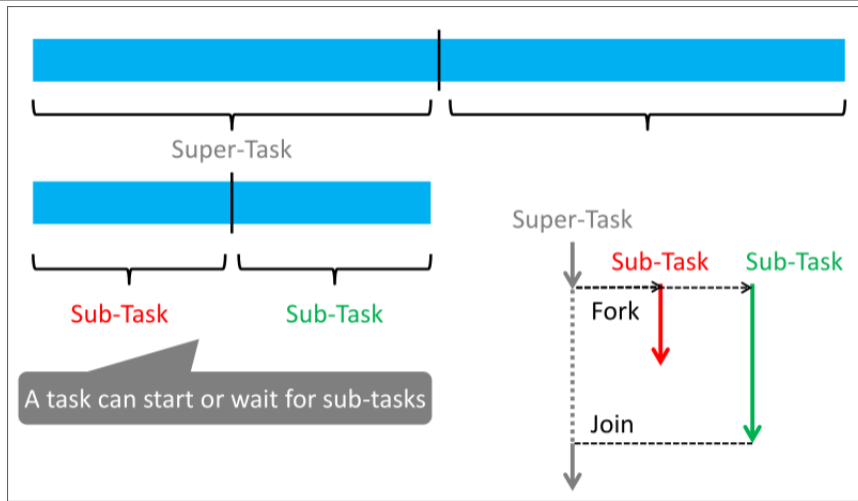 Super-Task
Sub-Task
Sub-Task
A task can start or wait for sub-tasks
Super-Task
Sub-Task
Sub-Task
Fork
Join